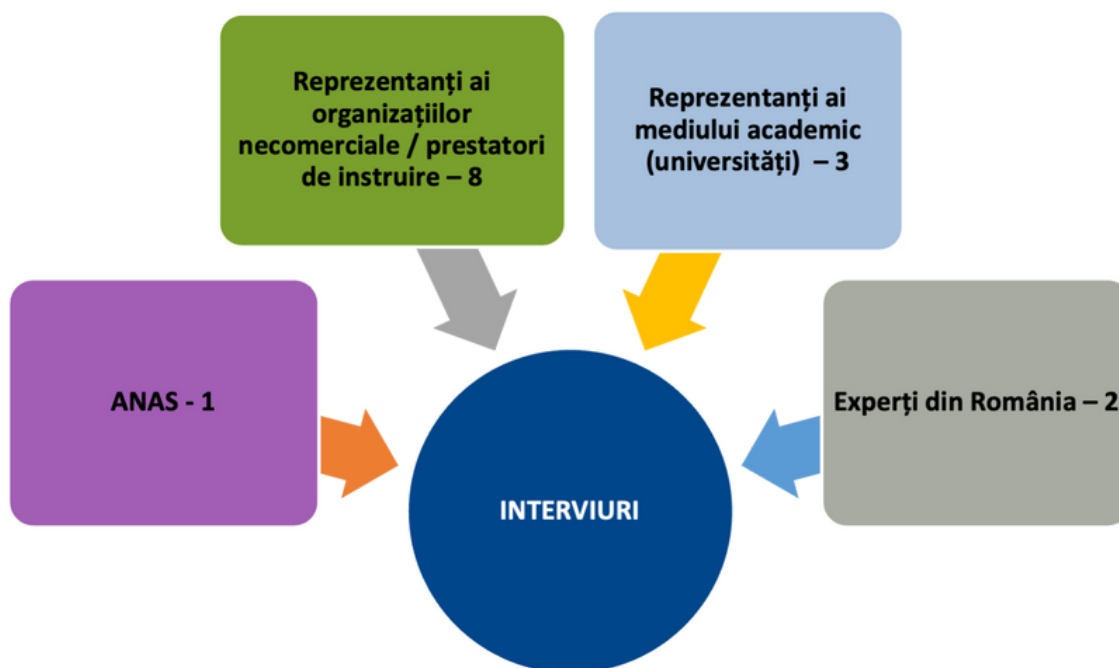 Reprezentanți ai
organizațiilor
necomerciale / prestatori
de instruire – 8
Reprezentanți ai
mediului academic
(universități) – 3
ANAS - 1
Experți din România – 2
INTERVIURI